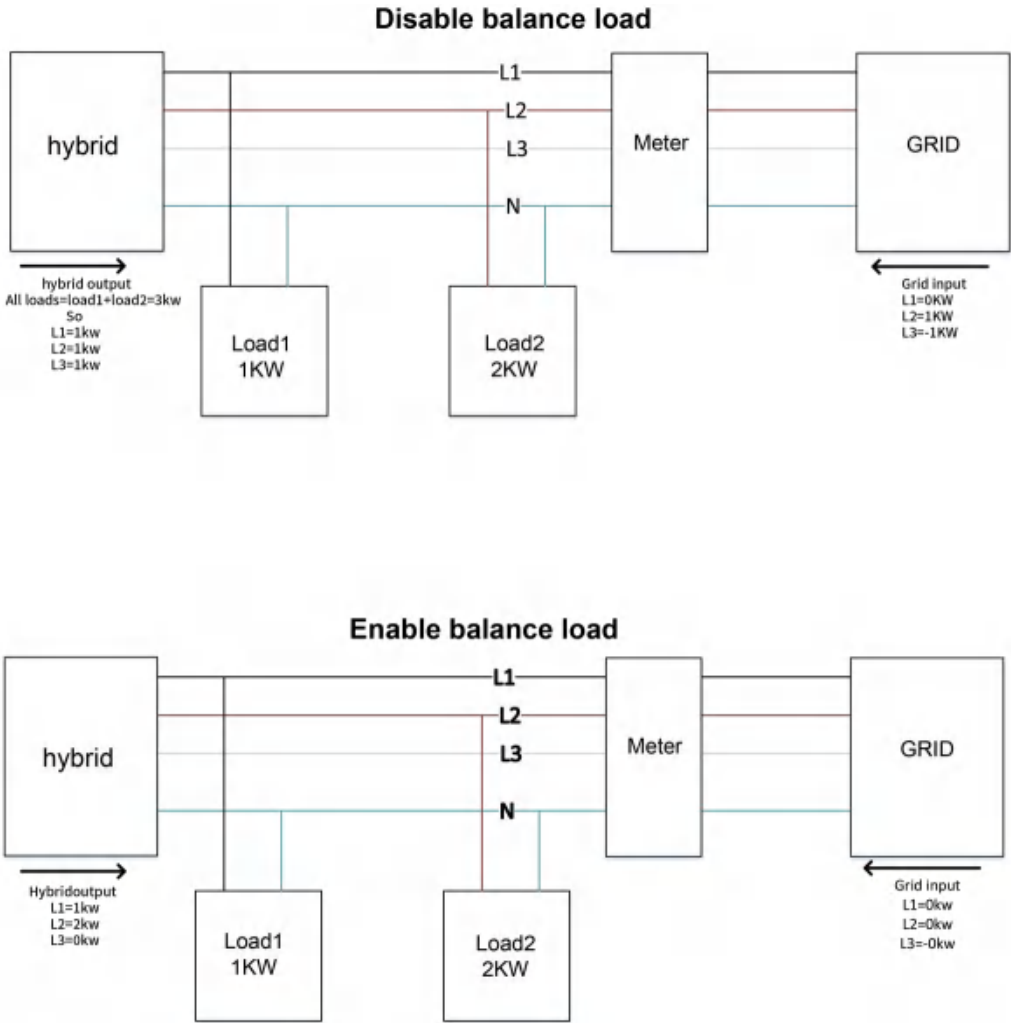 Disable balance load
L1
L2
L3
N
hybrid
Meter
GRID
hybrid output
All loads=load1+load2=3kw
So
L1=1kw
L2=1kw
L3=1kw
Load1
1KW
Load2
2KW
Grid input
L1=0KW
L2=1KW
L3=-1KW
Enable balance load
L1
L2
L3
N
hybrid
Meter
GRID
Hybridoutput
L1=1kw
L2=2kw
L3=0kw
Load1
1KW
Load2
2KW
Grid input
L1=0kw
L2=0kw
L3=-0kw